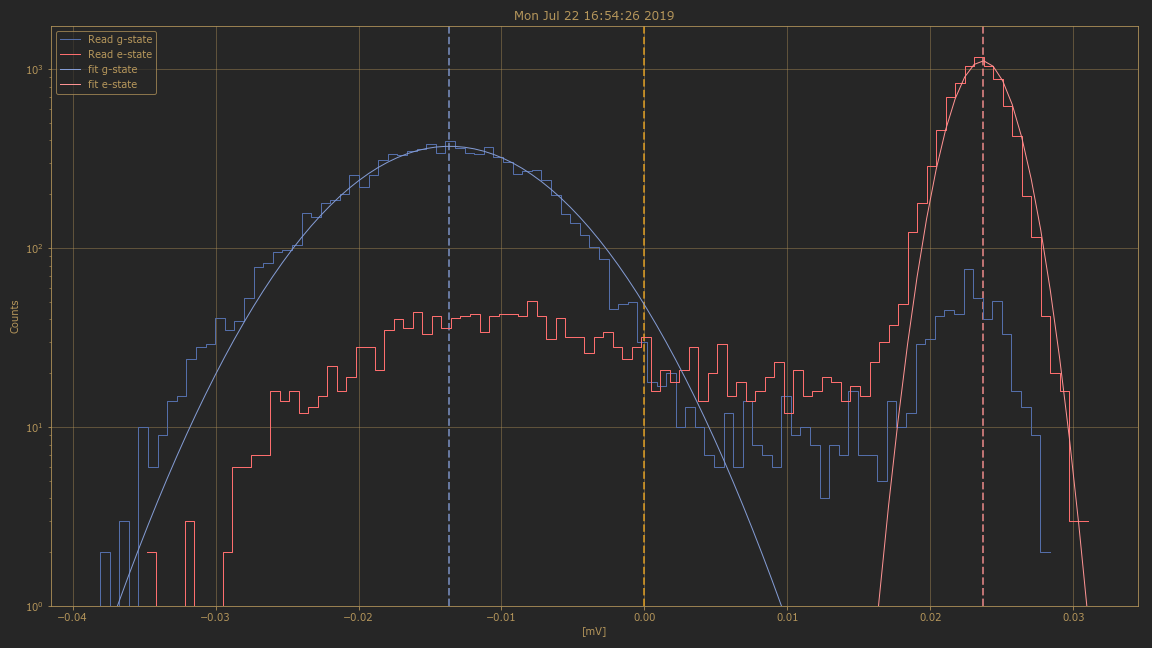 Mon Jul 22 16:54:26 2019
Read g-state
Read e-state
fit g-state
fit e-state
10³
10²
10¹
10⁰
Counts
−0.04 −0.03 −0.02 −0.01 0.00 0.01 0.02 0.03
[mV]